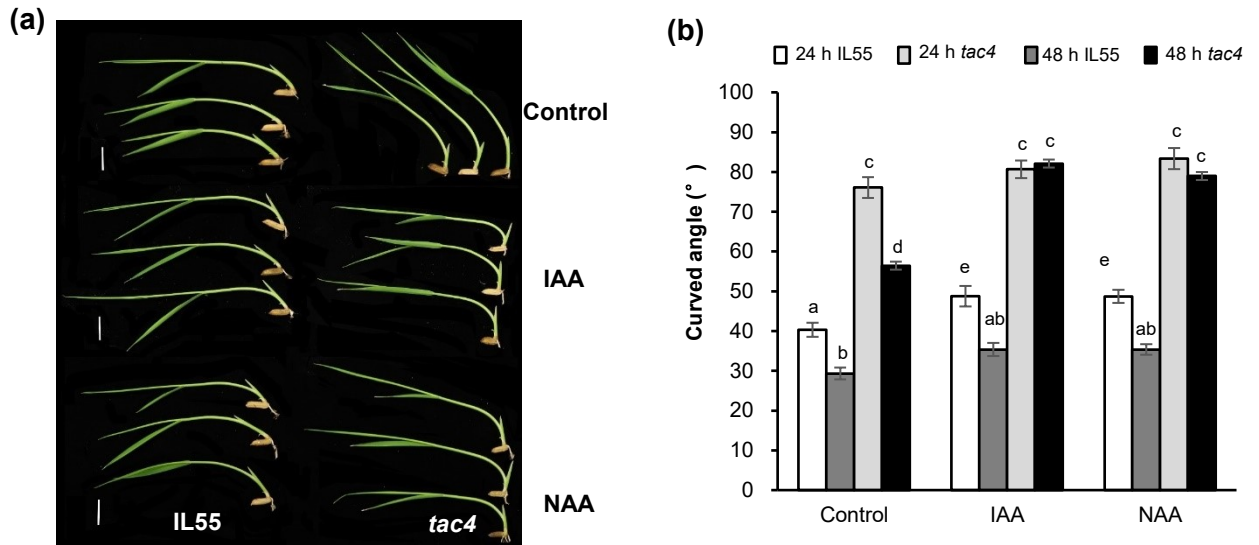 (a)
Control
IAA
NAA
IL55
tac4
(b)
24 h IL55 24 h tac4 48 h IL55 48 h tac4
Curved angle (°)
100
90
80
70
60
50
40
30
20
10
0
a
b
c
d
e
ab
c
c
e
ab
c
c
Control IAA NAA